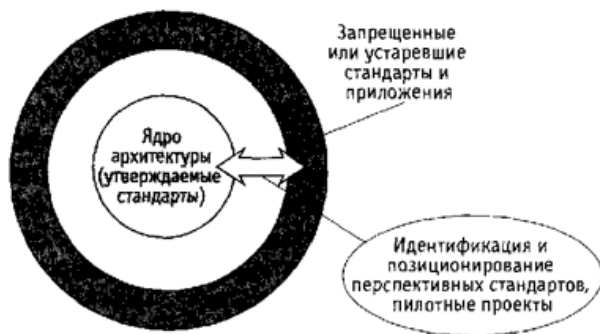 Запрещенные
или устаревшие
стандарты и
приложения
Ядро
архитектуры
(утверждаемые
стандарты)
Идентификация и
позиционирование
перспективных стандартов,
пилотные проекты